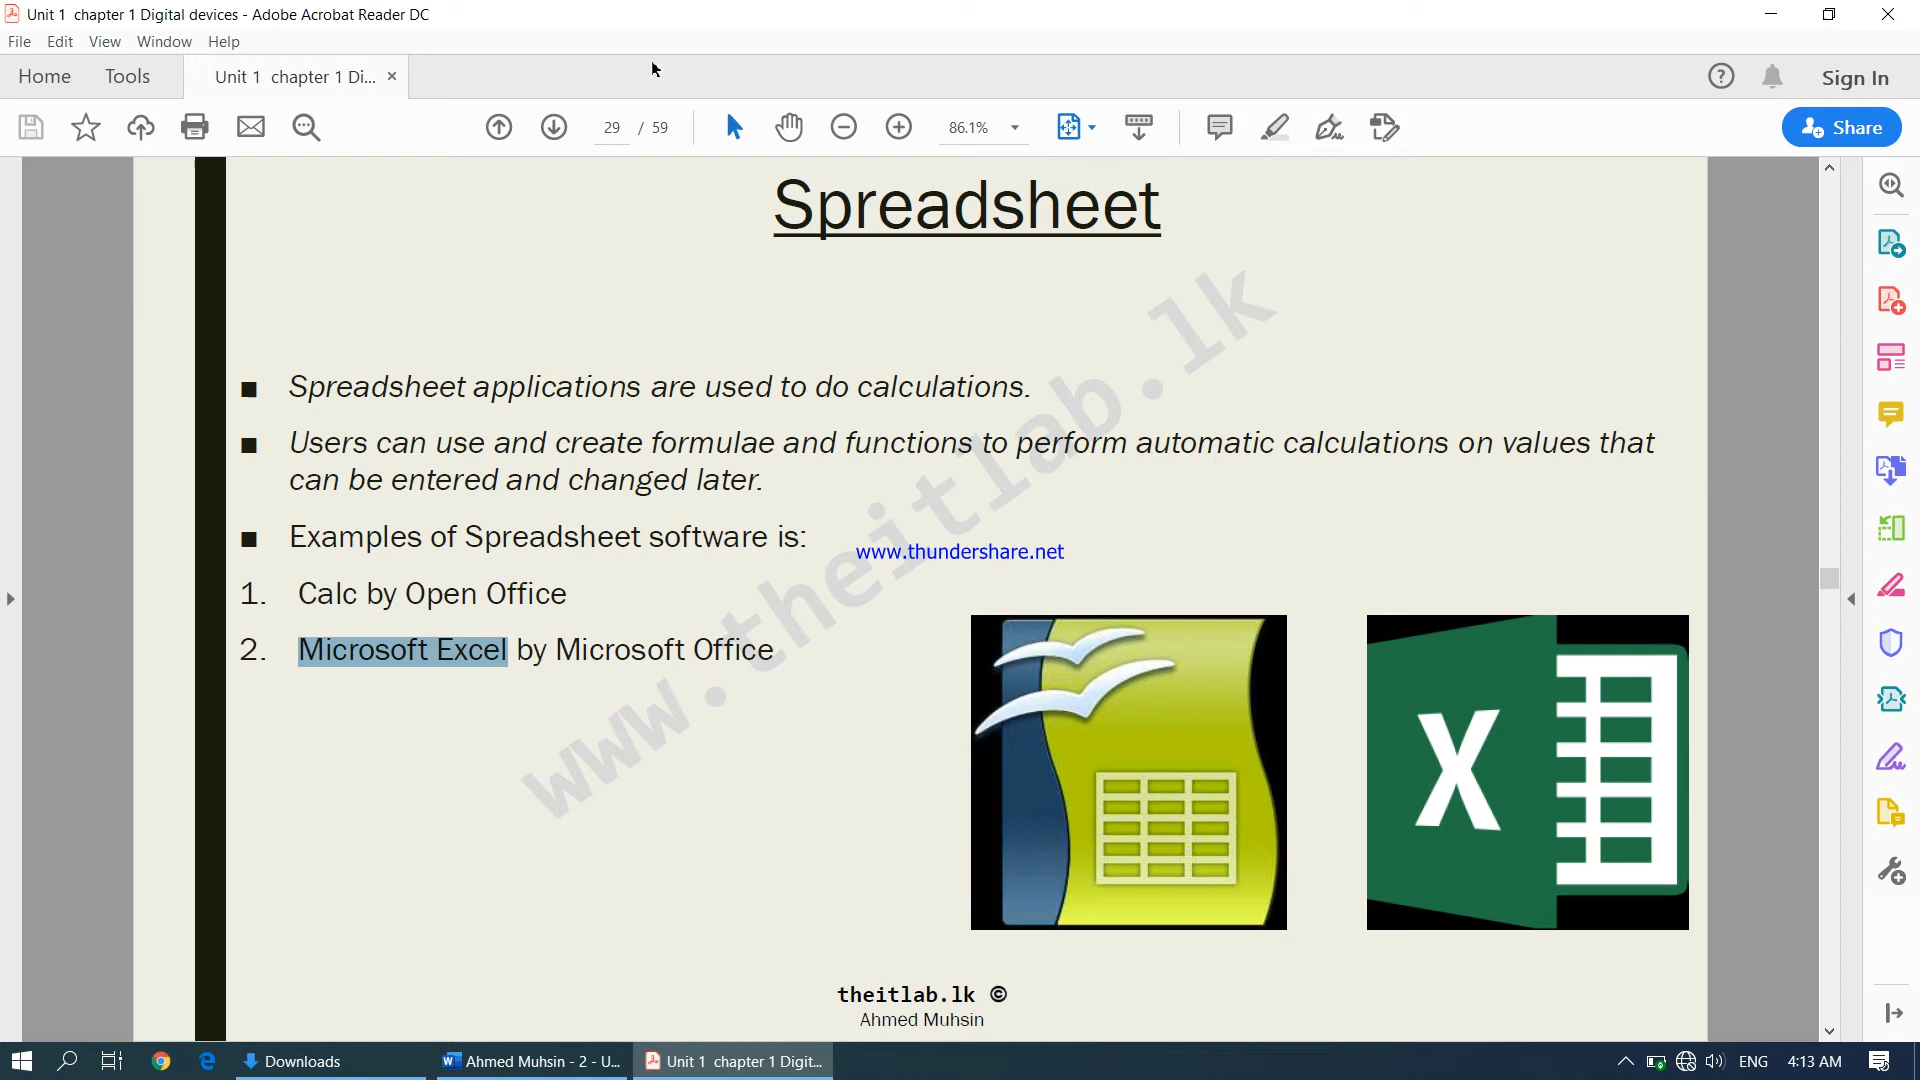 Unit 1  chapter 1 Digital devices - Adobe Acrobat Reader DC
File Edit View Window Help
Home Tools Unit 1  chapter 1 Di... × Sign In
29 / 59 86.1% Share
Spreadsheet
■ Spreadsheet applications are used to do calculations.
■ Users can use and create formulae and functions to perform automatic calculations on values that
can be entered and changed later.
■ Examples of Spreadsheet software is:
www.thundershare.net
1. Calc by Open Office
2. Microsoft Excel by Microsoft Office
www.theitlab.lk
X
theitlab.lk ©
Ahmed Muhsin
Downloads Ahmed Muhsin - 2 - U... Unit 1  chapter 1 Digit... ENG 4:13 AM